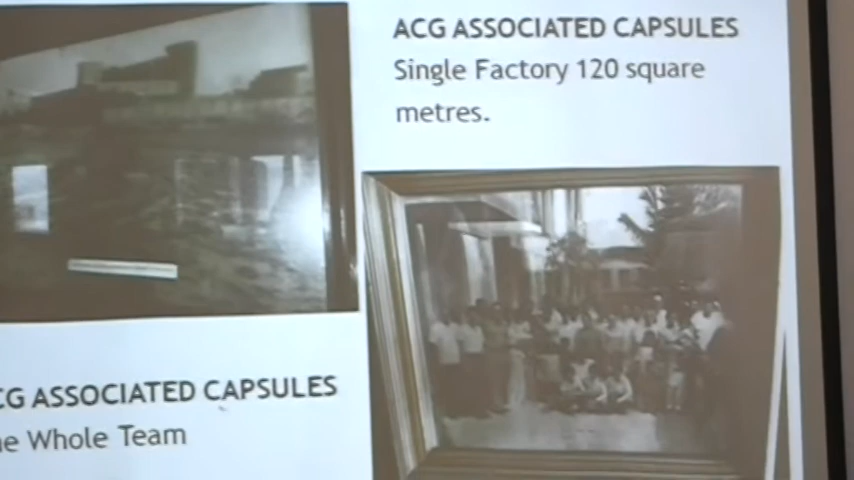 ACG ASSOCIATED CAPSULES
Single Factory 120 square
metres.
CG ASSOCIATED CAPSULES
e Whole Team